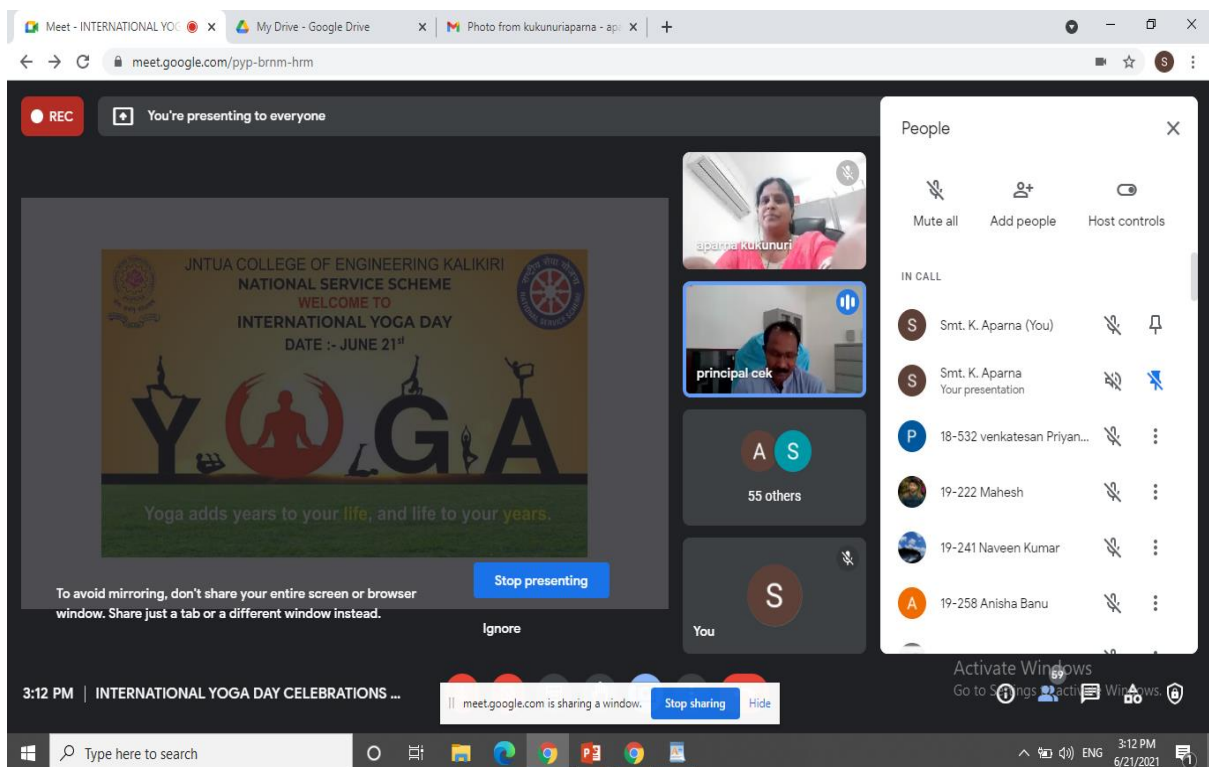 Meet - INTERNATIONAL YOG
My Drive - Google Drive
Photo from kukunuriaparna - ap
meet.google.com/pyp-brnm-hrm
S
REC
You're presenting to everyone
JNTUA COLLEGE OF ENGINEERING KALIKIRI
NATIONAL SERVICE SCHEME
WELCOME TO
INTERNATIONAL YOGA DAY
DATE :- JUNE 21st
YOGA
Yoga adds years to your life, and life to your years.
To avoid mirroring, don't share your entire screen or browser
window. Share just a tab or a different window instead.
Stop presenting
Ignore
aparna kukunuri
principal cek
A S
55 others
S
You
People
Mute all Add people Host controls
IN CALL
S Smt. K. Aparna (You)
S Smt. K. Aparna
Your presentation
P 18-532 venkatesan Priyan...
19-222 Mahesh
19-241 Naveen Kumar
A 19-258 Anisha Banu
Activate Windows
Go to Settings to activate Windows.
59
3:12 PM | INTERNATIONAL YOGA DAY CELEBRATIONS ...
meet.google.com is sharing a window. Stop sharing Hide
Type here to search
ENG
3:12 PM
6/21/2021
1